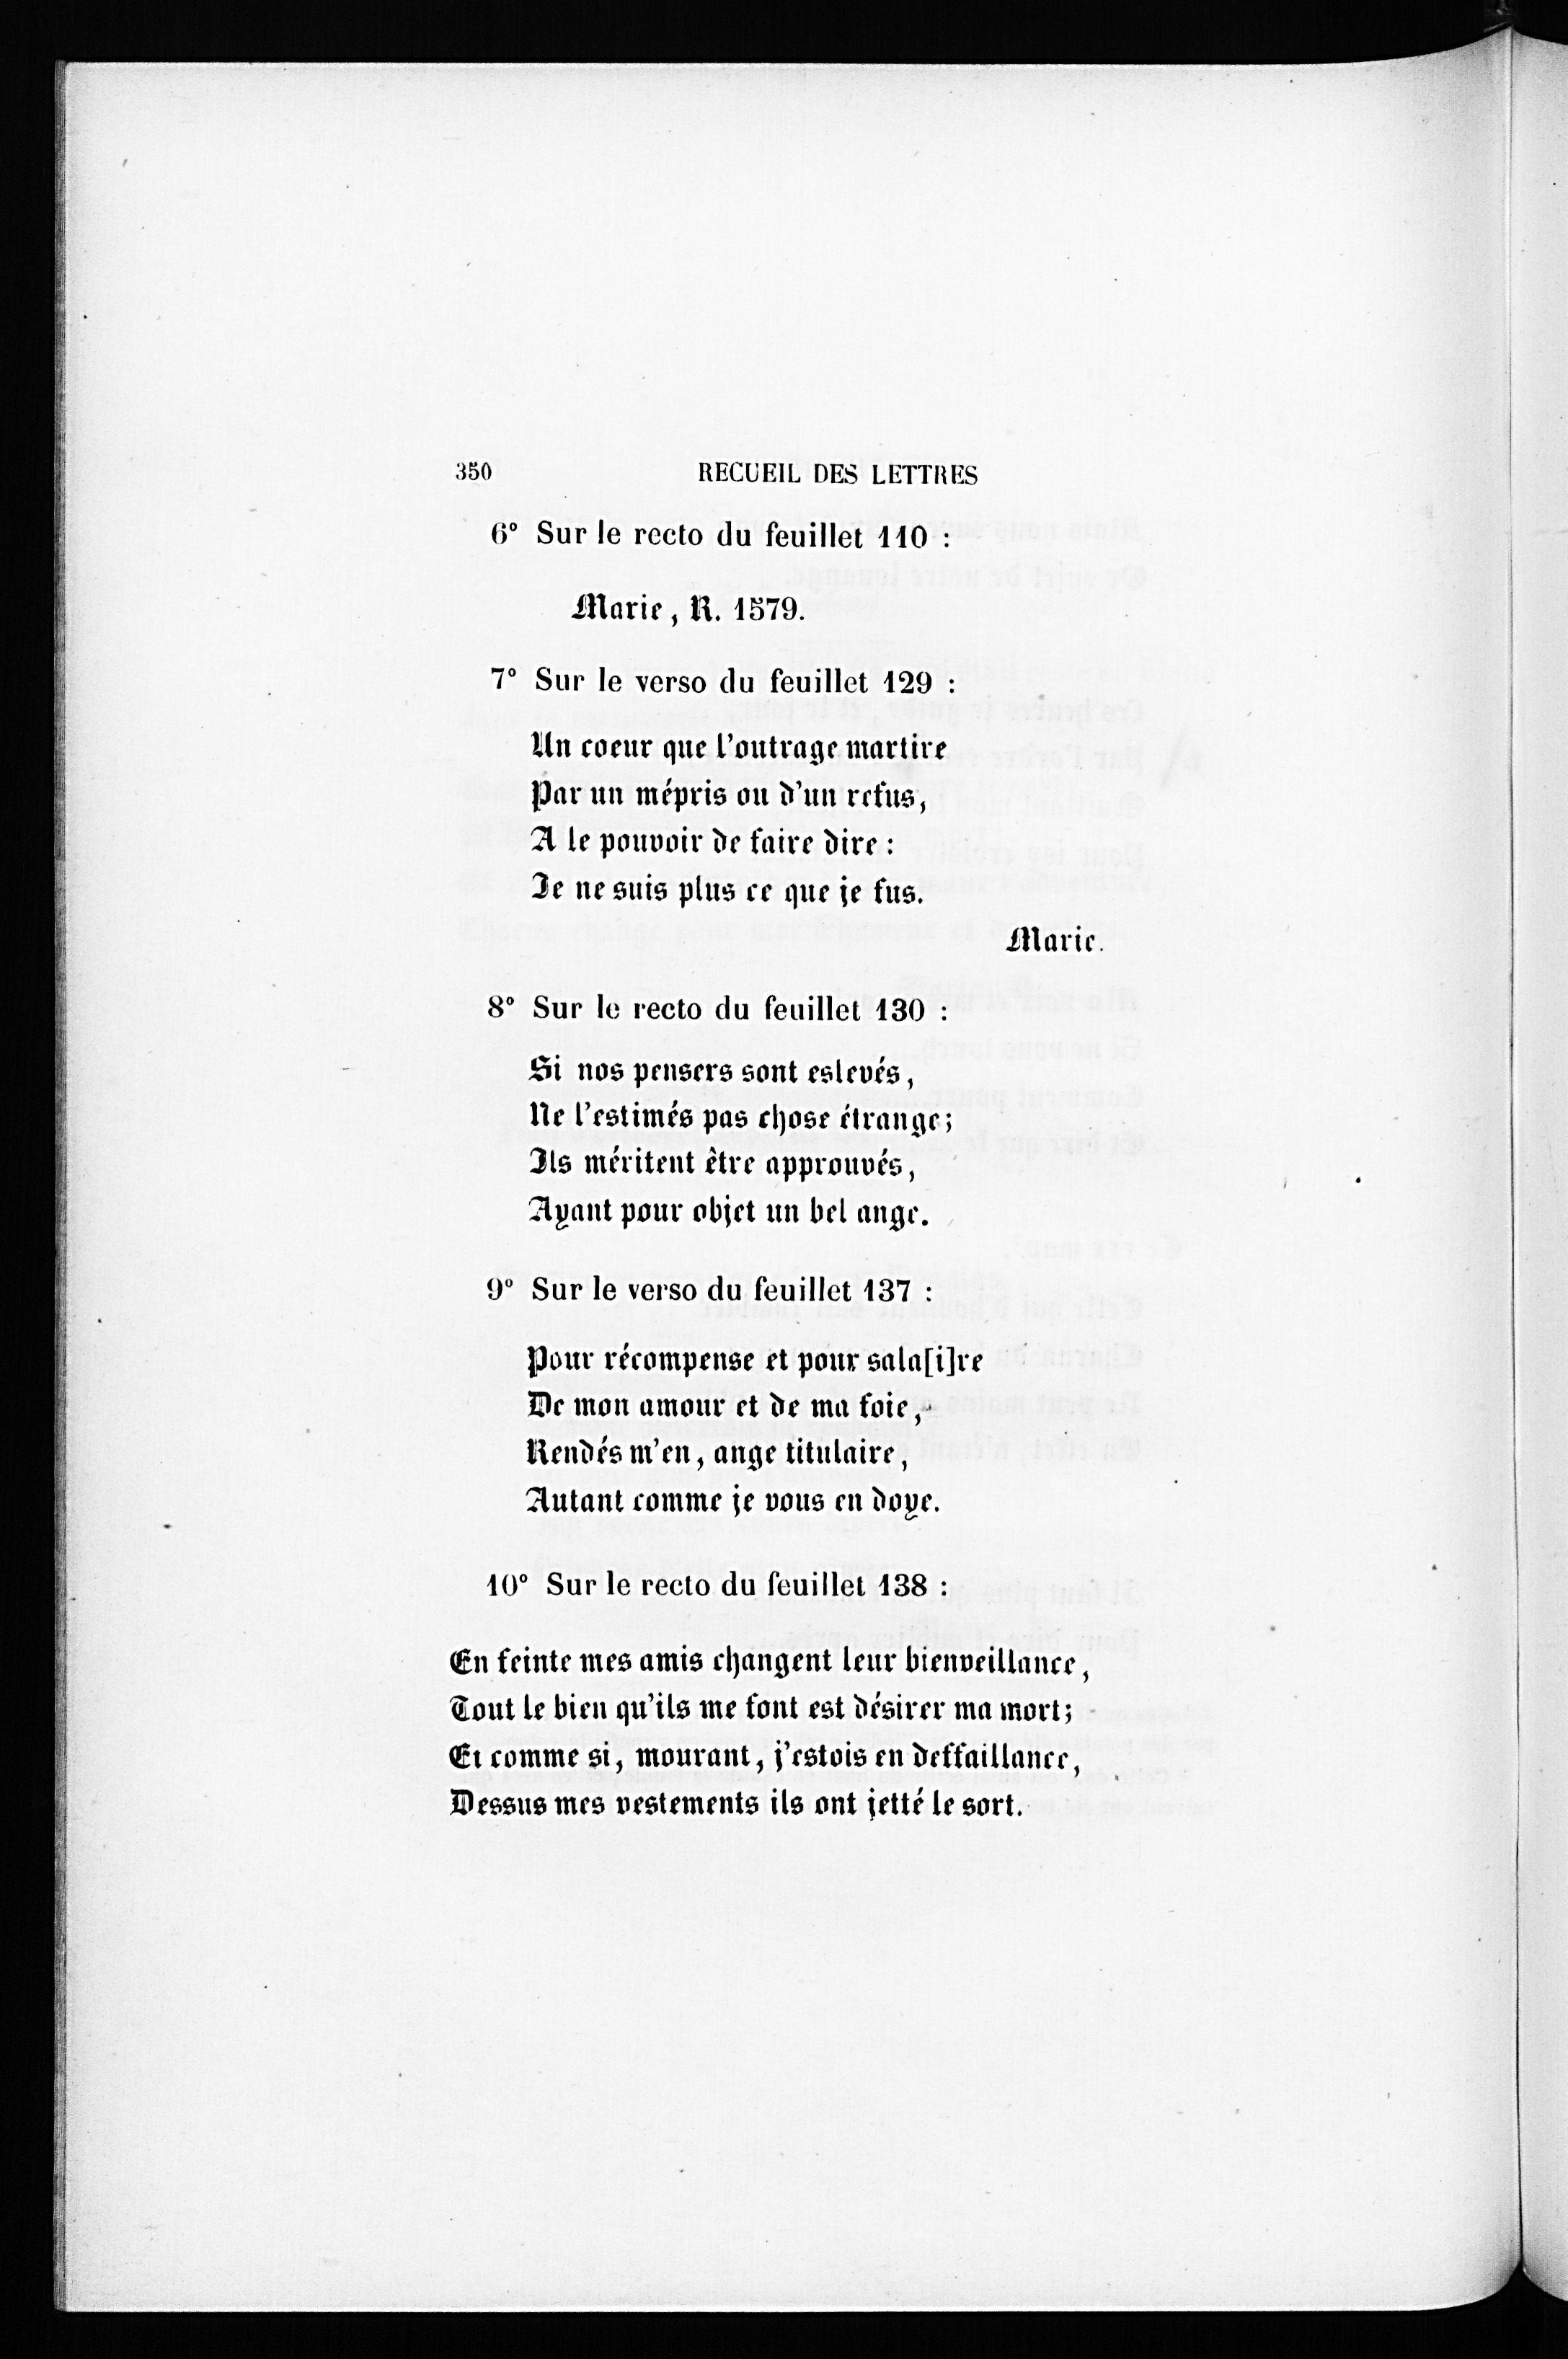 350 RECUEIL DES LETTRES
6° Sur le recto du feuillet 110 :
Marie, R. 1579.
7° Sur le verso du feuillet 129 :
Un coeur que l'outrage martire
Par un mépris ou d'un refus,
A le pouvoir de faire dire :
Je ne suis plus ce que je fus.
Marie.
8° Sur le recto du feuillet 130 :
Si nos pensers sont eslevés,
Ne l'estimés pas chose étrange;
Ils méritent être approuvés,
Ayant pour objet un bel ange.
9° Sur le verso du feuillet 137 :
Pour récompense et pour sala[i]re
De mon amour et de ma foie,
Rendés m'en, ange titulaire,
Autant comme je vous en doye.
10° Sur le recto du feuillet 138 :
En feinte mes amis changent leur bienveillance,
Tout le bien qu'ils me font est désirer ma mort;
Et comme si, mourant, j'estois en deffaillance,
Dessus mes vestements ils ont jetté le sort.